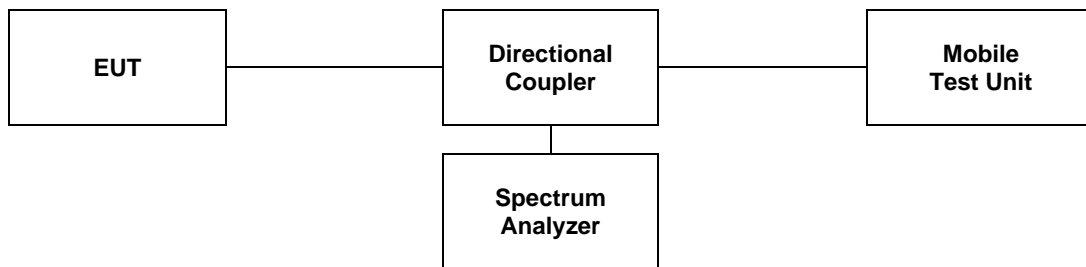 EUT
Directional
Coupler
Mobile
Test Unit
Spectrum
Analyzer